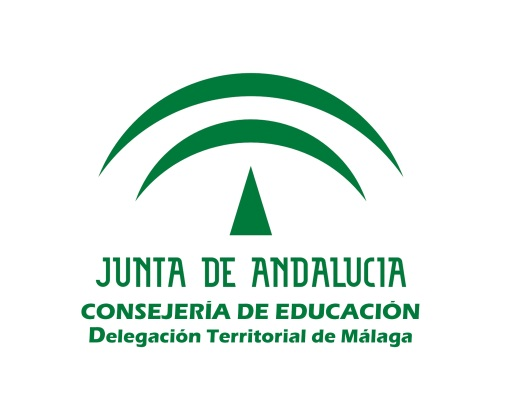 JUNTA DE ANDALUCIA
CONSEJERÍA DE EDUCACIÓN
Delegación Territorial de Málaga